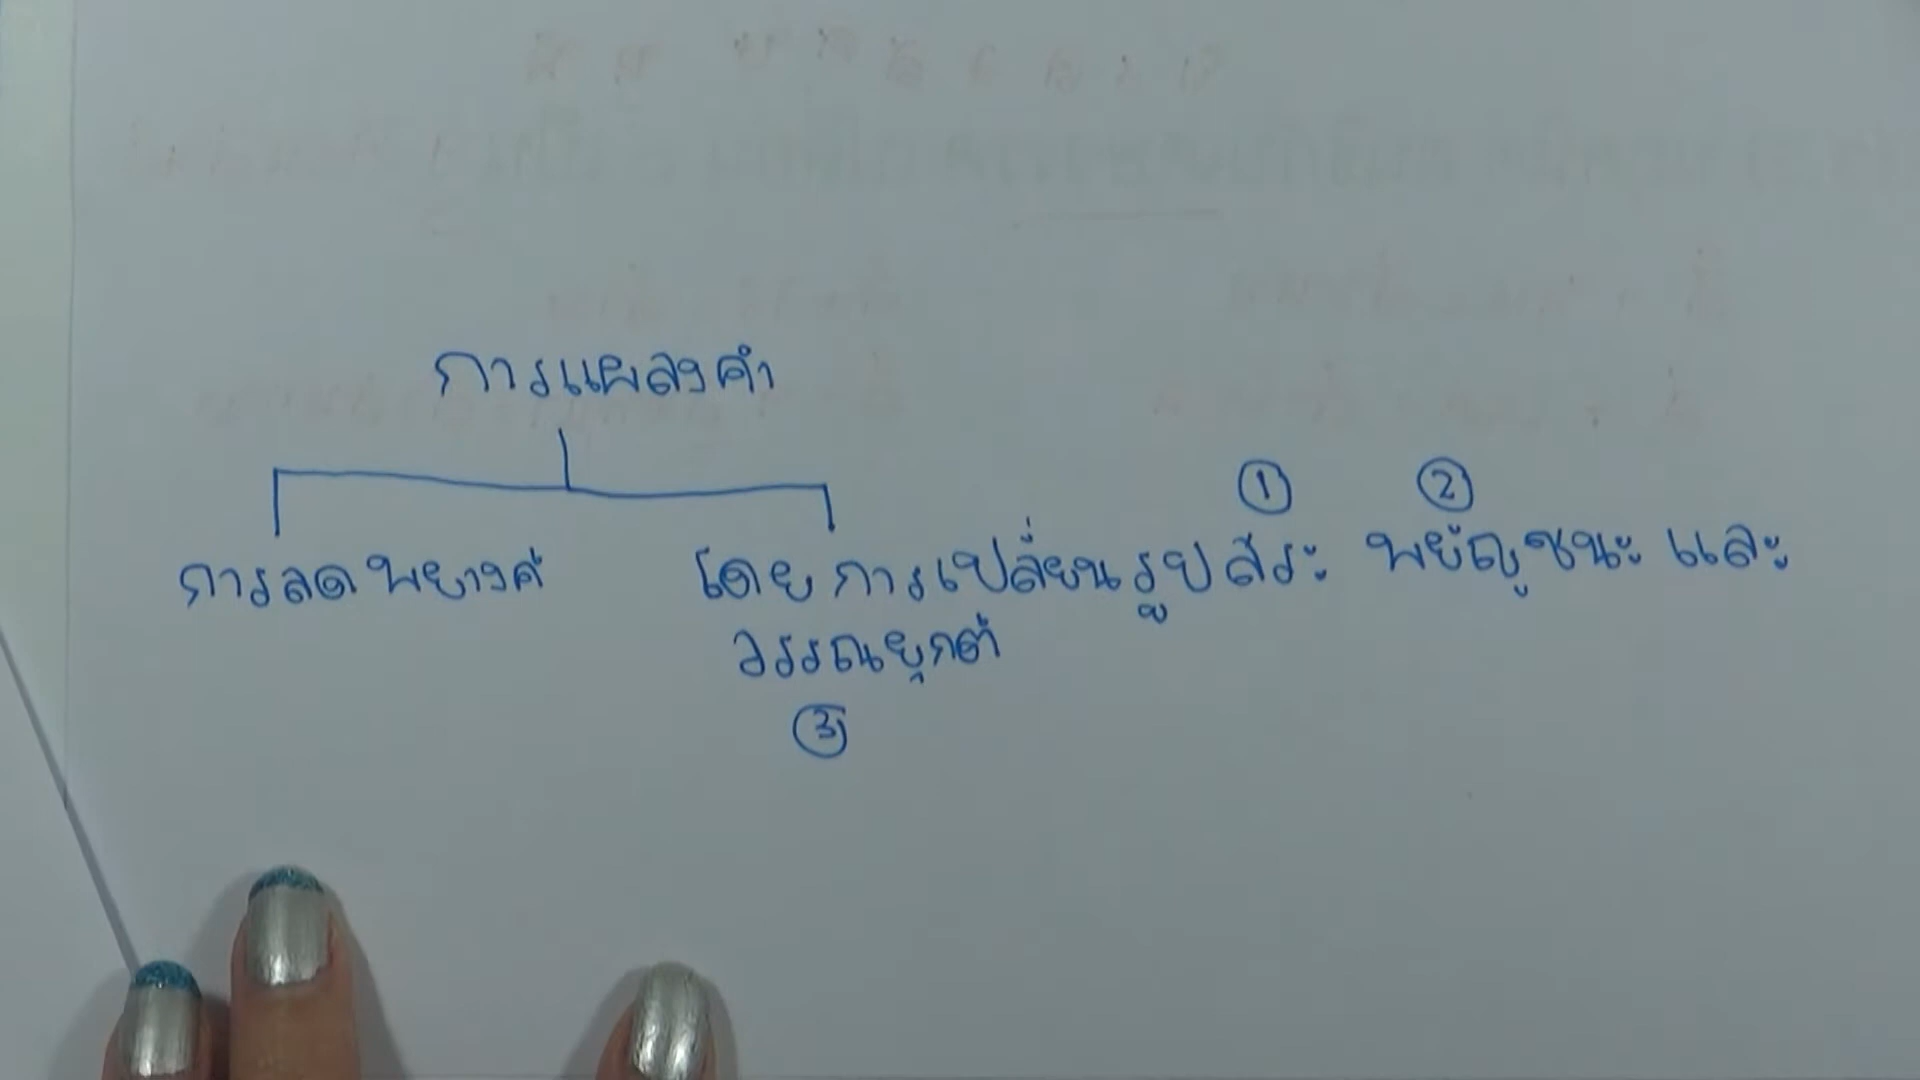 การแผลงคำ
การลดพยางค์
โดยการเปลี่ยนรูปสระ พยัญชนะ และ
วรรณยุกต์
① ②
③